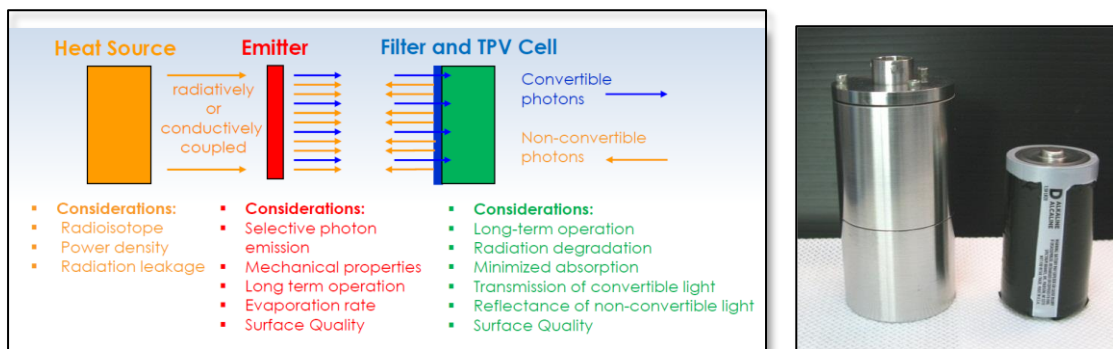 Heat Source
Emitter
Filter and TPV Cell
radiatively
or
conductively
coupled
Convertible
photons
Non-convertible
photons
▪ Considerations:
▪ Radioisotope
▪ Power density
▪ Radiation leakage
▪ Considerations:
▪ Selective photon
emission
▪ Mechanical properties
▪ Long term operation
▪ Evaporation rate
▪ Surface Quality
▪ Considerations:
▪ Long-term operation
▪ Radiation degradation
▪ Minimized absorption
▪ Transmission of convertible light
▪ Reflectance of non-convertible light
▪ Surface Quality
D
ALKALINE
ALCALINE